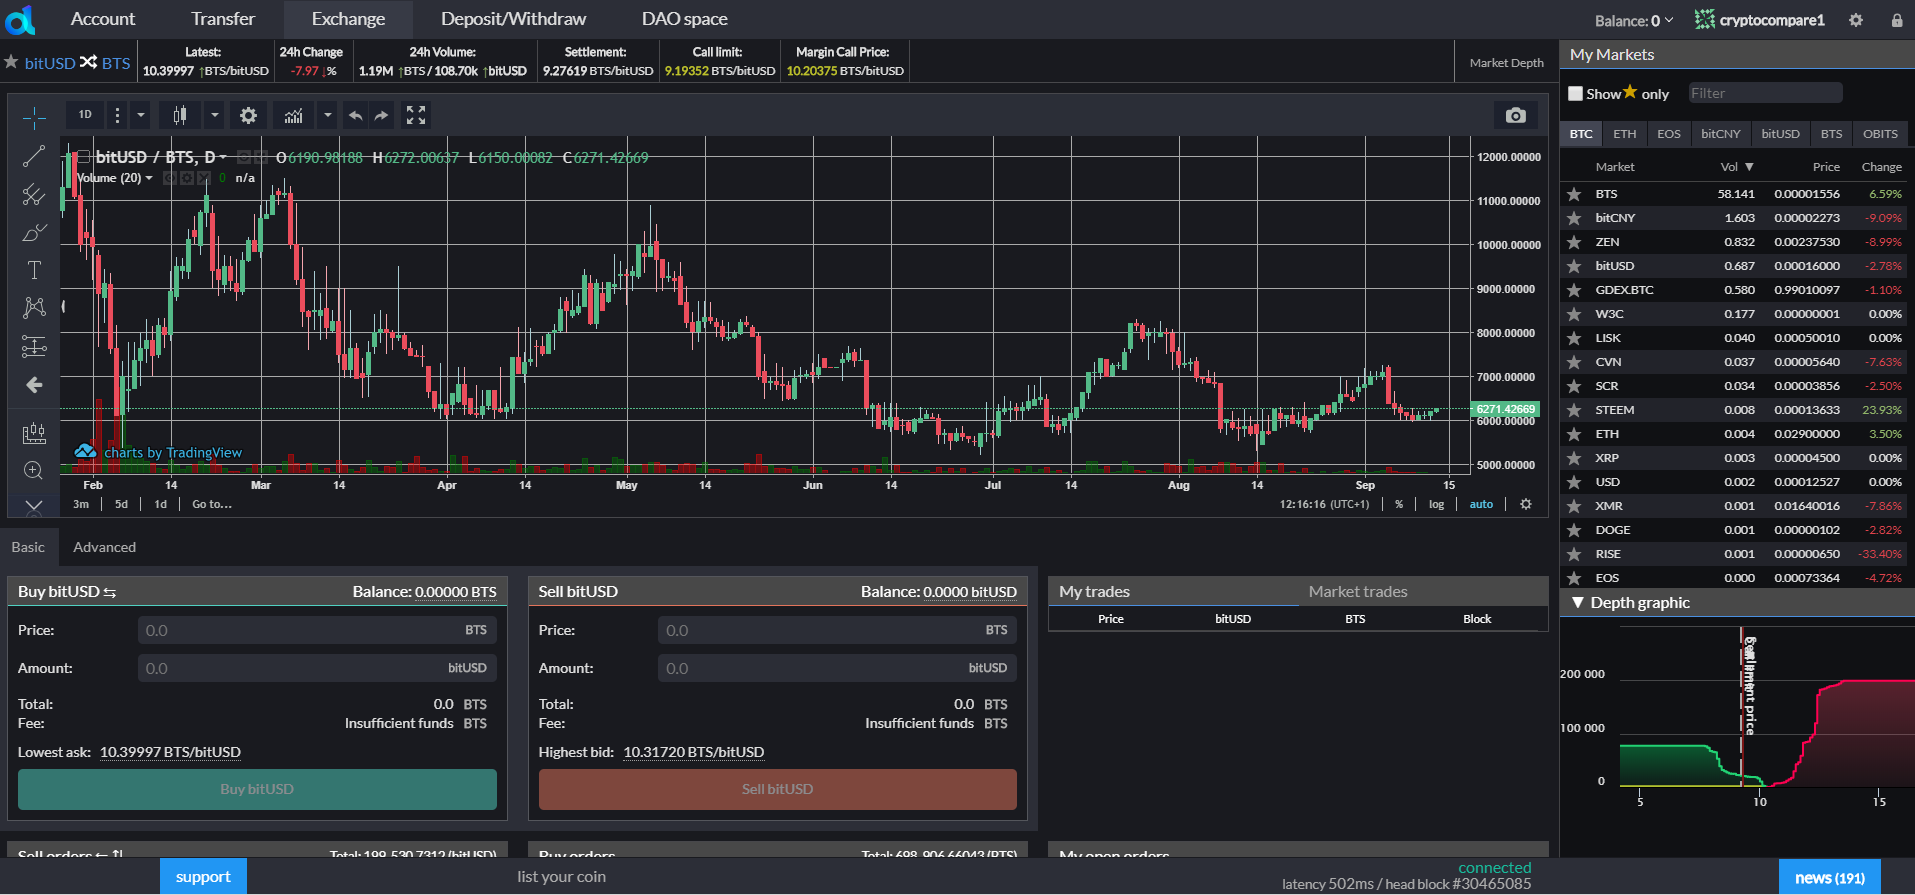 Account Transfer Exchange Deposit/Withdraw DAO space Balance: 0 cryptocompare1
bitUSD BTS
Latest:
10.39997 ↑BTS/bitUSD
24h Change
-7.97 ↓%
24h Volume:
1.19M ↑BTS / 108.70k ↑bitUSD
Settlement:
9.27619 BTS/bitUSD
Call limit:
9.19352 BTS/bitUSD
Margin Call Price:
10.20375 BTS/bitUSD
Market Depth
1D
bitUSD / BTS, D O6190.98188 H6272.00637 L6150.00082 C6271.42669
Volume (20) 0 n/a
12000.00000
11000.00000
10000.00000
9000.00000
8000.00000
7000.00000
6271.42669
6000.00000
5000.00000
charts by TradingView
Feb 14 Mar 14 Apr 14 May 14 Jun 14 Jul 14 Aug 14 Sep 15
3m 5d 1d Go to... 12:16:16 (UTC+1) % log auto
Basic Advanced
Buy bitUSD ⇆ Balance: 0.00000 BTS
Price: 0.0 BTS
Amount: 0.0 bitUSD
Total: 0.0 BTS
Fee: Insufficient funds BTS
Lowest ask: 10.39997 BTS/bitUSD
Buy bitUSD
Sell bitUSD Balance: 0.0000 bitUSD
Price: 0.0 BTS
Amount: 0.0 bitUSD
Total: 0.0 BTS
Fee: Insufficient funds BTS
Highest bid: 10.31720 BTS/bitUSD
Sell bitUSD
My trades Market trades
Price bitUSD BTS Block
Sell orders ⇆ ⇅ Total: 199,530.7312 (bitUSD)
Buy orders Total: 698,906.66043 (BTS)
My open orders
My Markets
Show ★ only Filter
BTC ETH EOS bitCNY bitUSD BTS OBITS
Market Vol ▼ Price Change
BTS 58.141 0.00001556 6.59%
bitCNY 1.603 0.00002273 -9.09%
ZEN 0.832 0.00237530 -8.99%
bitUSD 0.687 0.00016000 -2.78%
GDEX.BTC 0.580 0.99010097 -1.10%
W3C 0.177 0.00000001 0.00%
LISK 0.040 0.00050010 0.00%
CVN 0.037 0.00005640 -7.63%
SCR 0.034 0.00003856 -2.50%
STEEM 0.008 0.00013633 23.93%
ETH 0.004 0.02900000 3.50%
XRP 0.003 0.00004500 0.00%
USD 0.002 0.00012527 0.00%
XMR 0.001 0.01640016 -7.86%
DOGE 0.001 0.00000102 -2.82%
RISE 0.001 0.00000650 -33.40%
EOS 0.000 0.00073364 -4.72%
▼ Depth graphic
200 000
100 000
0
5 10 15
Settlement price
support list your coin
connected
latency 502ms / head block #30465085
news (191)